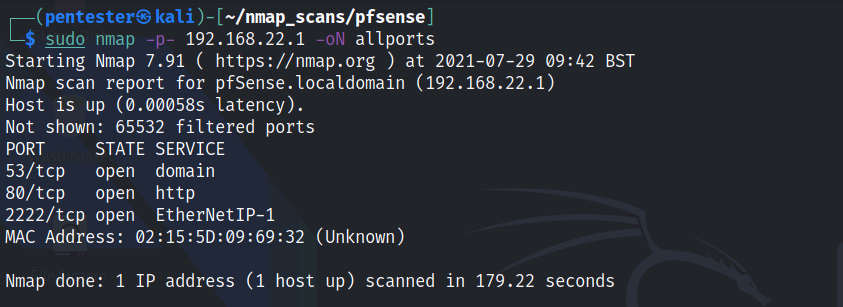 (pentester㉿kali)-[~/nmap_scans/pfsense]
$ sudo nmap -p- 192.168.22.1 -oN allports
Starting Nmap 7.91 ( https://nmap.org ) at 2021-07-29 09:42 BST
Nmap scan report for pfSense.localdomain (192.168.22.1)
Host is up (0.00058s latency).
Not shown: 65532 filtered ports
PORT     STATE SERVICE
53/tcp   open  domain
80/tcp   open  http
2222/tcp open  EtherNetIP-1
MAC Address: 02:15:5D:09:69:32 (Unknown)
Nmap done: 1 IP address (1 host up) scanned in 179.22 seconds